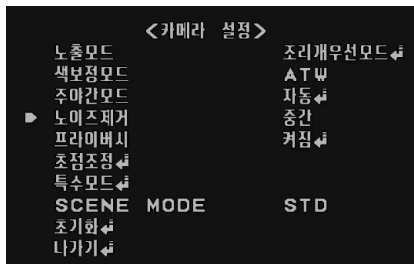 <카메라 설정>
노출모드 조리개우선모드↵
색보정모드 ATW
주야간모드 자동↵
노이즈제거 중간
프라이버시 켜짐↵
초점조정↵
특수모드↵
SCENE MODE STD
초기화↵
나가기↵